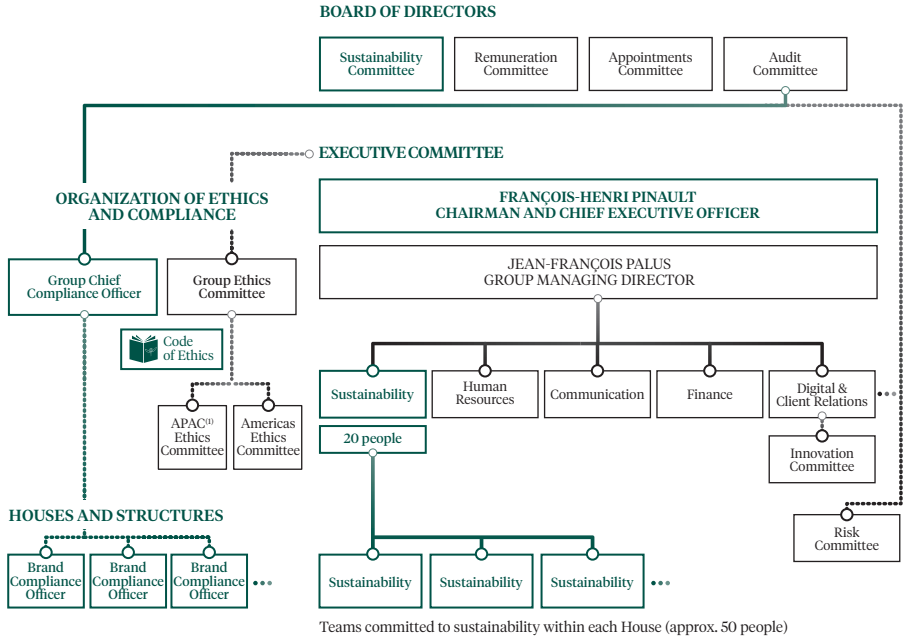 BOARD OF DIRECTORS
Sustainability
Committee
Remuneration
Committee
Appointments
Committee
Audit
Committee
EXECUTIVE COMMITTEE
ORGANIZATION OF ETHICS
AND COMPLIANCE
FRANÇOIS-HENRI PINAULT
CHAIRMAN AND CHIEF EXECUTIVE OFFICER
Group Chief
Compliance Officer
Group Ethics
Committee
JEAN-FRANÇOIS PALUS
GROUP MANAGING DIRECTOR
Code
of Ethics
Sustainability
Human
Resources
Communication
Finance
Digital &
Client Relations
APAC(1)
Ethics
Committee
Americas
Ethics
Committee
20 people
Innovation
Committee
HOUSES AND STRUCTURES
Risk
Committee
Brand
Compliance
Officer
Brand
Compliance
Officer
Brand
Compliance
Officer
Sustainability
Sustainability
Sustainability
Teams committed to sustainability within each House (approx. 50 people)